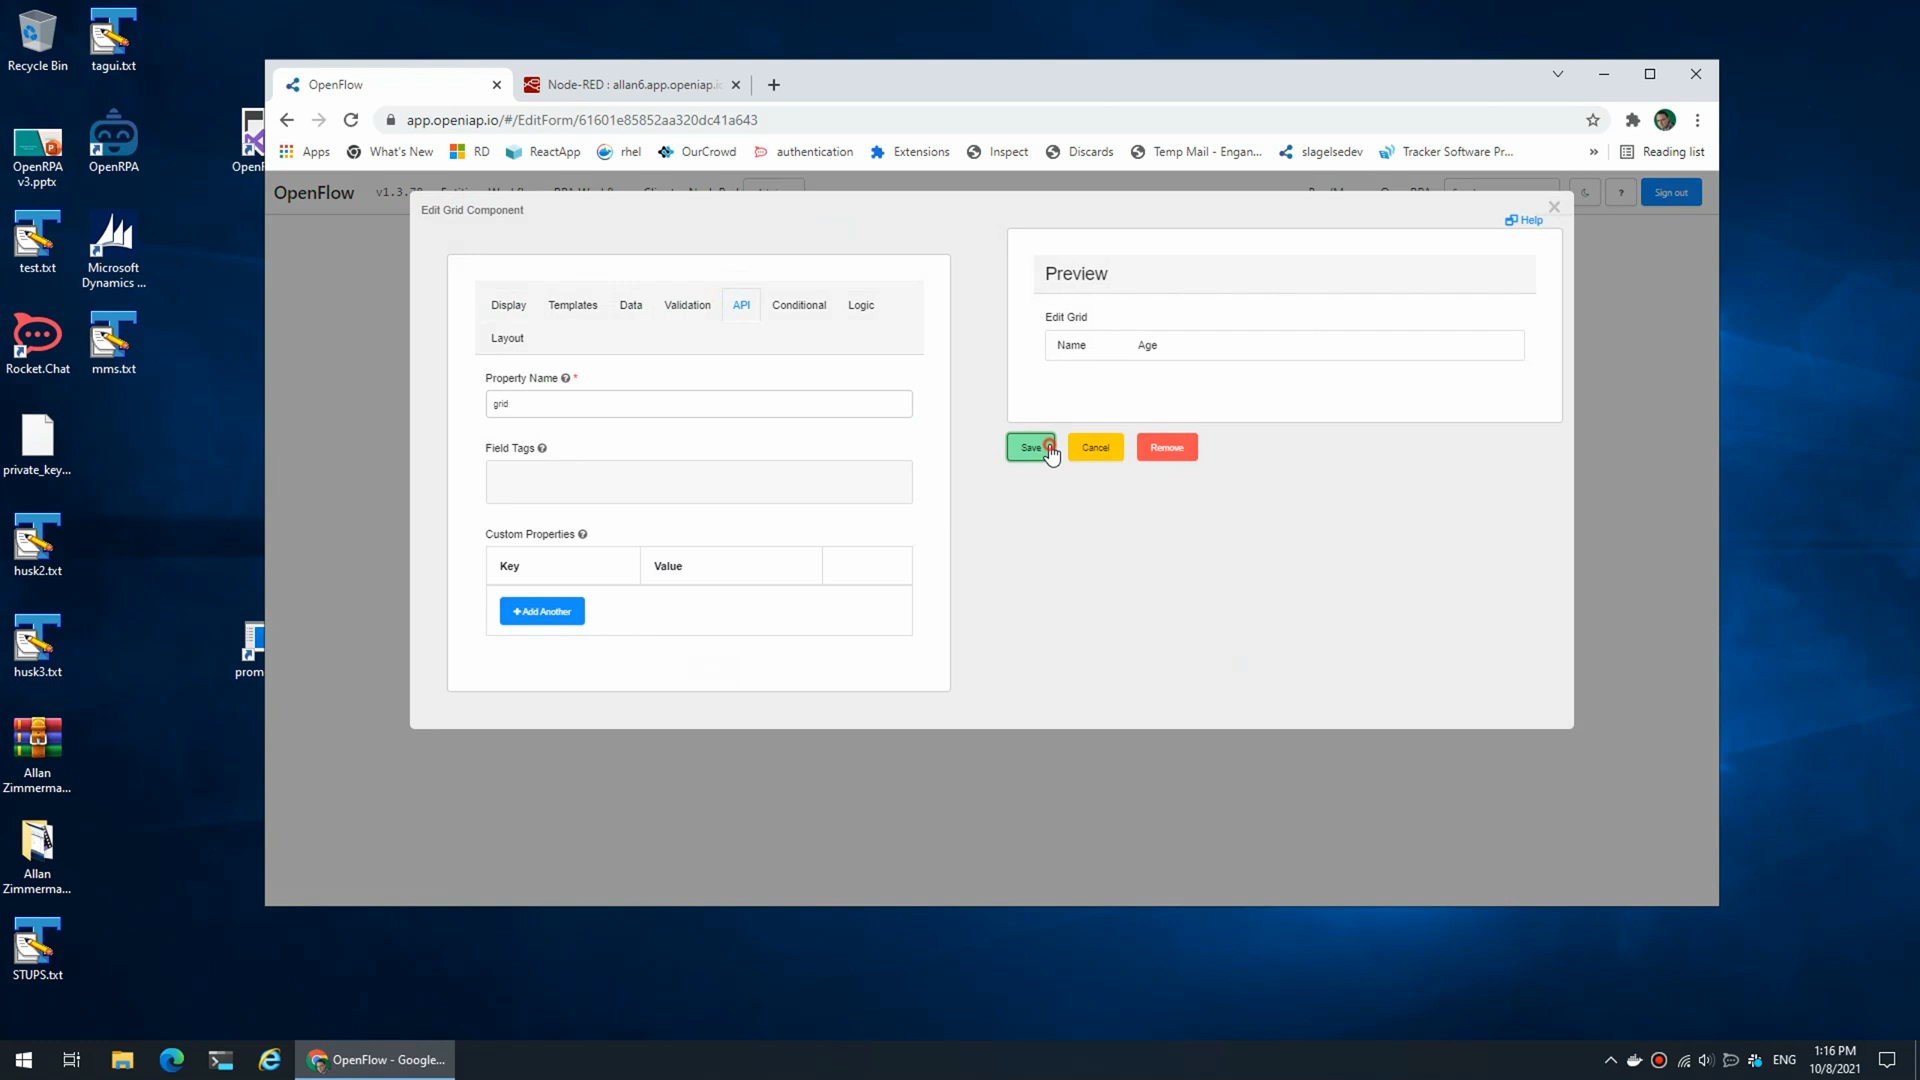 Recycle Bin
tagui.txt
OpenRPA
v3.pptx
OpenRPA
test.txt
Microsoft
Dynamics ...
Rocket.Chat
mms.txt
private_key...
husk2.txt
husk3.txt
Allan
Zimmerma...
Allan
Zimmerma...
STUPS.txt
prom
OpenFlow
Node-RED : allan6.app.openiap.i
app.openiap.io/#/EditForm/61601e85852aa320dc41a643
Apps What's New RD ReactApp rhel OurCrowd authentication Extensions Inspect Discards Temp Mail - Engan... slagelsedev Tracker Software Pr... » Reading list
OpenFlow v1.3.78 ? Sign out
Edit Grid Component
Help
Display Templates Data Validation API Conditional Logic
Layout
Property Name *
grid
Field Tags
Custom Properties
Key Value
+ Add Another
Preview
Edit Grid
Name Age
Save Cancel Remove
OpenFlow - Google...
ENG
1:16 PM
10/8/2021